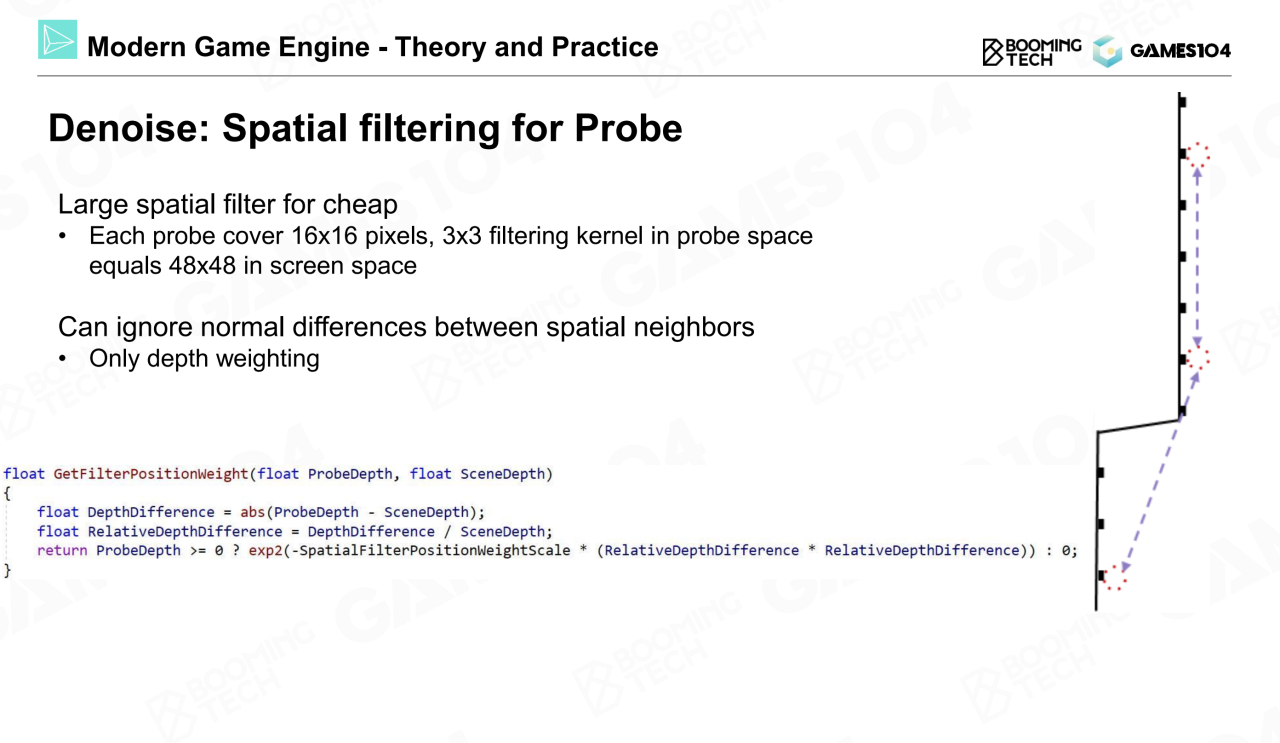 Modern Game Engine - Theory and Practice
BOOMING
TECH
GAMES104
Denoise: Spatial filtering for Probe
Large spatial filter for cheap
• Each probe cover 16x16 pixels, 3x3 filtering kernel in probe space
equals 48x48 in screen space
Can ignore normal differences between spatial neighbors
• Only depth weighting
float GetFilterPositionWeight(float ProbeDepth, float SceneDepth)
{
float DepthDifference = abs(ProbeDepth - SceneDepth);
float RelativeDepthDifference = DepthDifference / SceneDepth;
return ProbeDepth >= 0 ? exp2(-SpatialFilterPositionWeightScale * (RelativeDepthDifference * RelativeDepthDifference)) : 0;
}